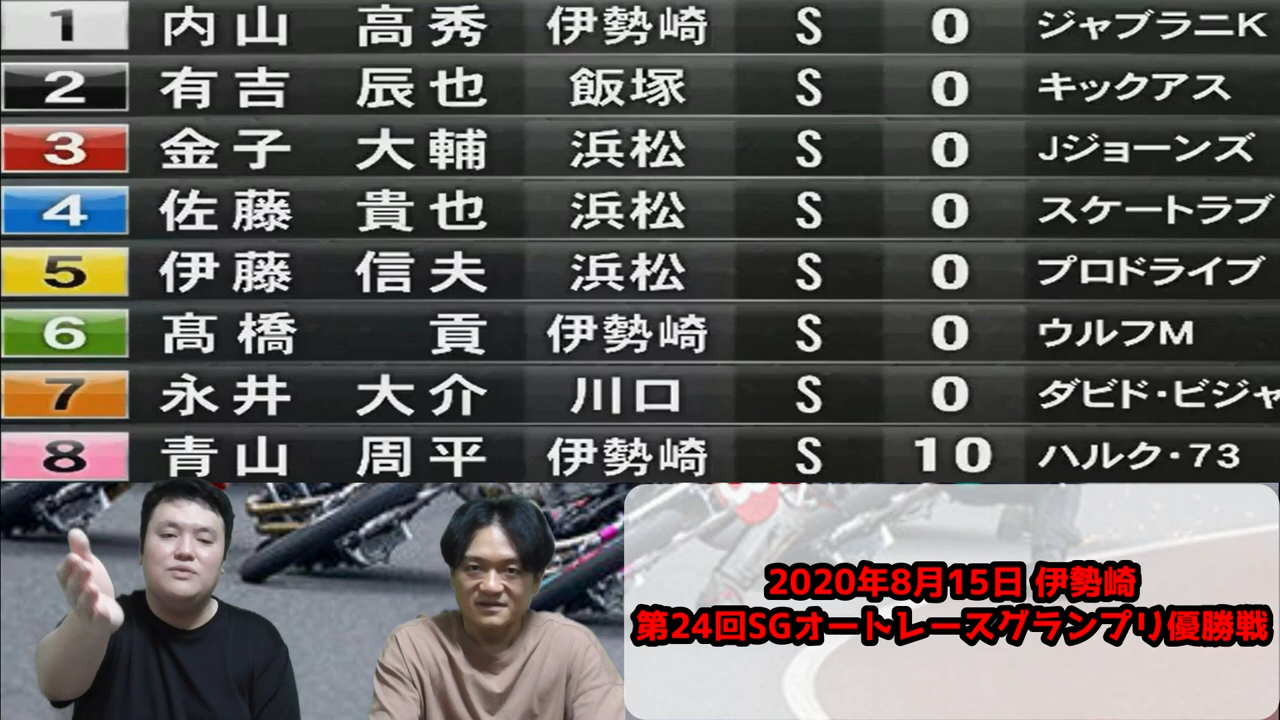 1 内山 高秀 伊勢崎 S 0 ジャブラニK
2 有吉 辰也 飯塚 S 0 キックアス
3 金子 大輔 浜松 S 0 Jジョーンズ
4 佐藤 貴也 浜松 S 0 スケートラブ
5 伊藤 信夫 浜松 S 0 プロドライブ
6 髙橋 貢 伊勢崎 S 0 ウルフM
7 永井 大介 川口 S 0 ダビド・ビジャ
8 青山 周平 伊勢崎 S 10 ハルク・73
2020年8月15日 伊勢崎
第24回SGオートレースグランプリ優勝戦